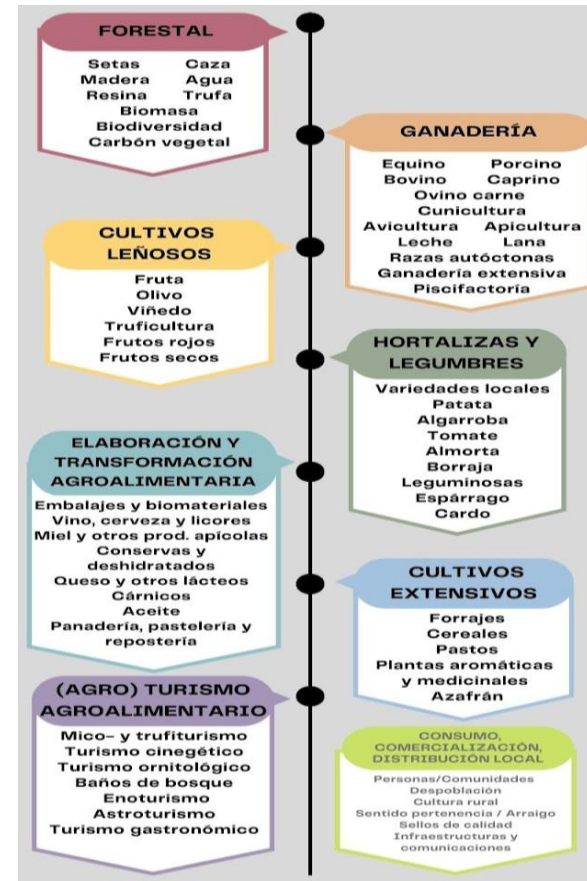 FORESTAL
Setas Caza
Madera Agua
Resina Trufa
Biomasa
Biodiversidad
Carbón vegetal
GANADERÍA
Equino Porcino
Bovino Caprino
Ovino carne
Cunicultura
Avicultura Apicultura
Leche Lana
Razas autóctonas
Ganadería extensiva
Piscifactoría
CULTIVOS
LEÑOSOS
Fruta
Olivo
Viñedo
Truficultura
Frutos rojos
Frutos secos
HORTALIZAS Y
LEGUMBRES
Variedades locales
Patata
Algarroba
Tomate
Almorta
Borraja
Leguminosas
Espárrago
Cardo
ELABORACIÓN Y
TRANSFORMACIÓN
AGROALIMENTARIA
Embalajes y biomateriales
Vino, cerveza y licores
Miel y otros prod. apícolas
Conservas y
deshidratados
Queso y otros lácteos
Cárnicos
Aceite
Panadería, pastelería y
repostería
CULTIVOS
EXTENSIVOS
Forrajes
Cereales
Pastos
Plantas aromáticas
y medicinales
Azafrán
(AGRO) TURISMO
AGROALIMENTARIO
Mico– y trufiturismo
Turismo cinegético
Turismo ornitológico
Baños de bosque
Enoturismo
Astroturismo
Turismo gastronómico
CONSUMO,
COMERCIALIZACIÓN,
DISTRIBUCIÓN LOCAL
Personas/Comunidades
Despoblación
Cultura rural
Sentido pertenencia / Arraigo
Sellos de calidad
Infraestructuras y
comunicaciones